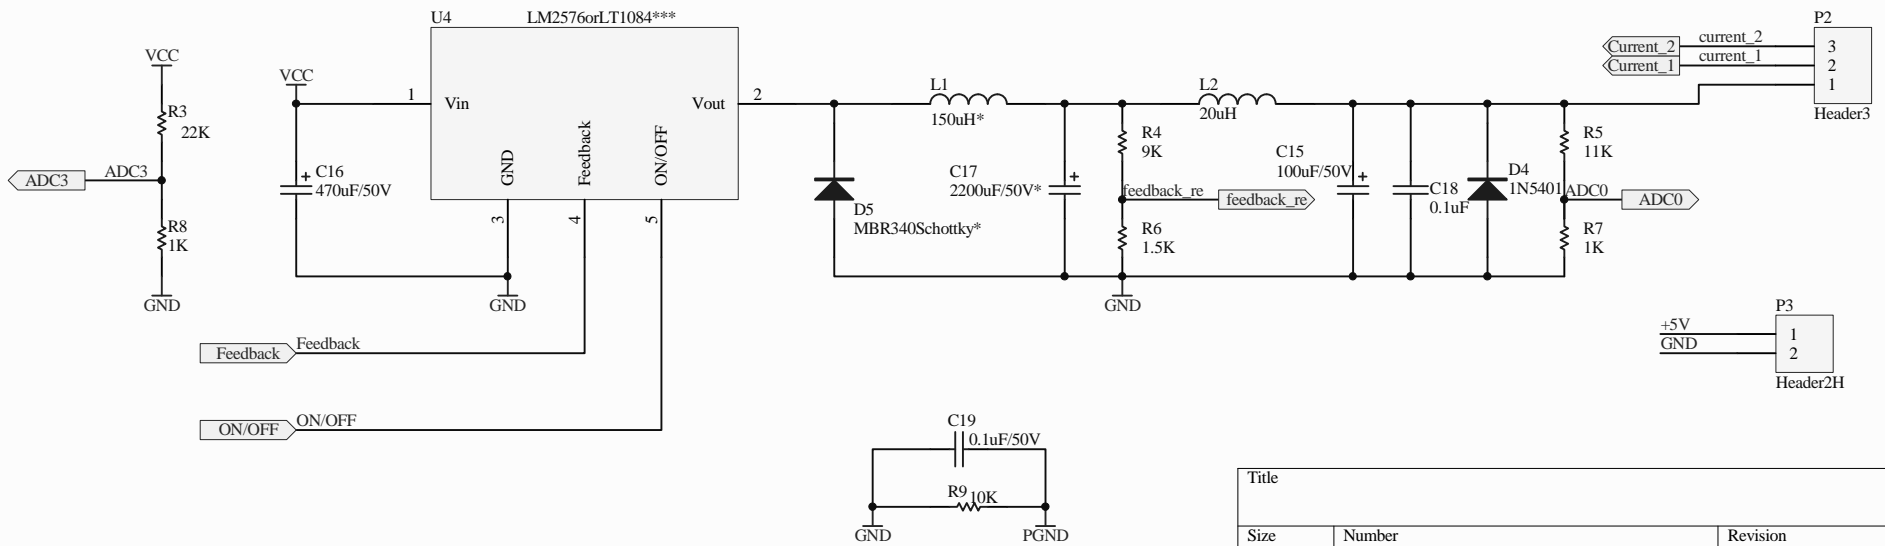 U4
LM2576orLT1084***
P2
VCC
VCC
Current_2
current_2
3
Current_1
current_1
2
1
Header3
1
Vin
Vout
2
L1
150uH*
L2
20uH
R3
22K
GND
Feedback
ON/OFF
C16
470uF/50V
R4
9K
R5
11K
C15
100uF/50V
C17
2200uF/50V*
D4
1N5401
C18
0.1uF
ADC3
ADC3
feedback_re
feedback_re
ADC0
ADC0
R8
1K
3
4
5
D5
MBR340Schottky*
R6
1.5K
R7
1K
GND
GND
GND
P3
+5V
1
GND
2
Header2H
Feedback
Feedback
ON/OFF
ON/OFF
C19
0.1uF/50V
R9
10K
GND
PGND
Title
Size
Number
Revision